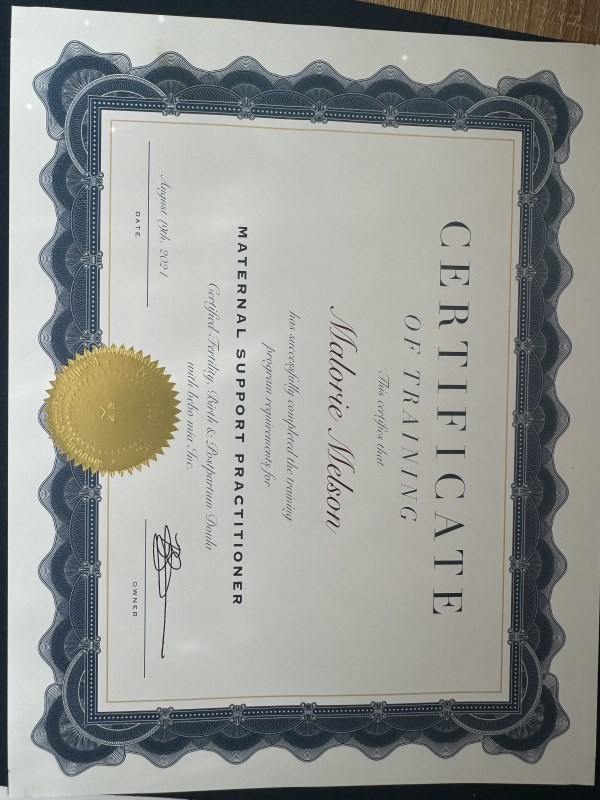 CERTIFICATE
OF TRAINING
This certifies that
Malorie Melson
has successfully completed the training
program requirements for
MATERNAL SUPPORT PRACTITIONER
Certified Fertility, Birth & Postpartum Doula
with bebo mia Inc.
August 19th, 2021
DATE
OWNER